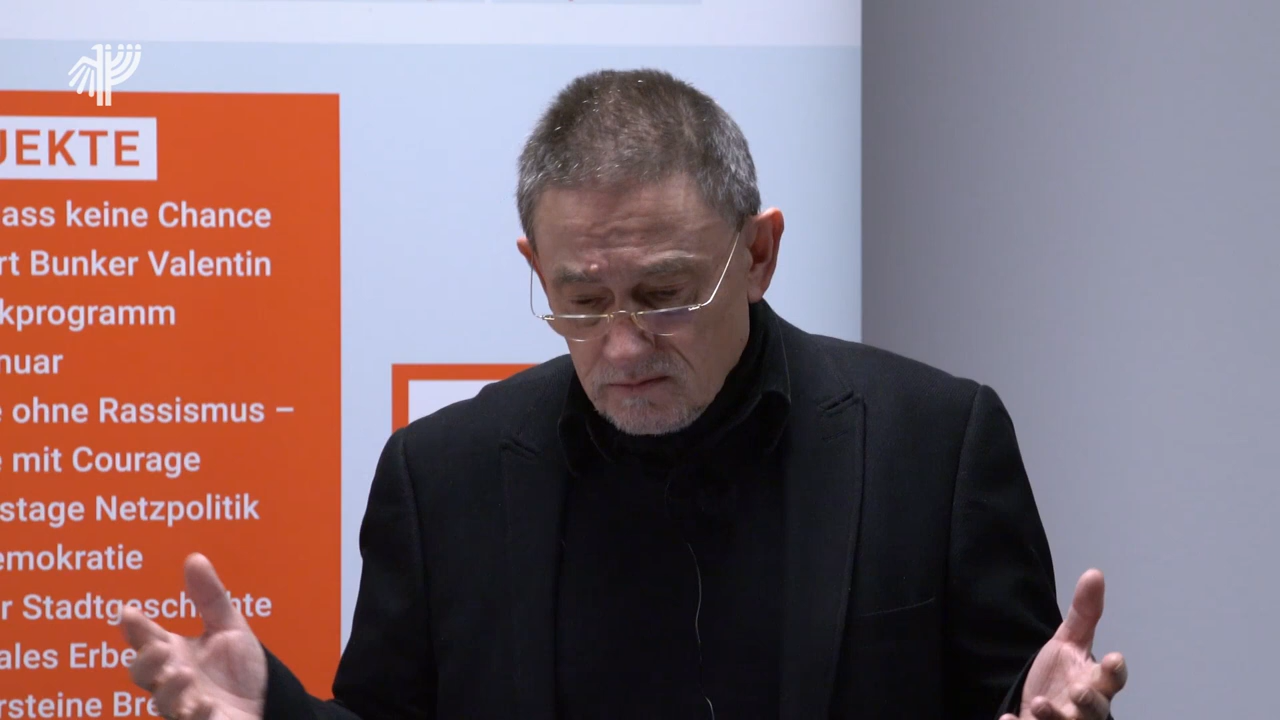 JEKTE
ass keine Chance
rt Bunker Valentin
kprogramm
nuar
e ohne Rassismus –
e mit Courage
stage Netzpolitik
emokratie
r Stadtgeschichte
ales Erbe
rsteine Bre